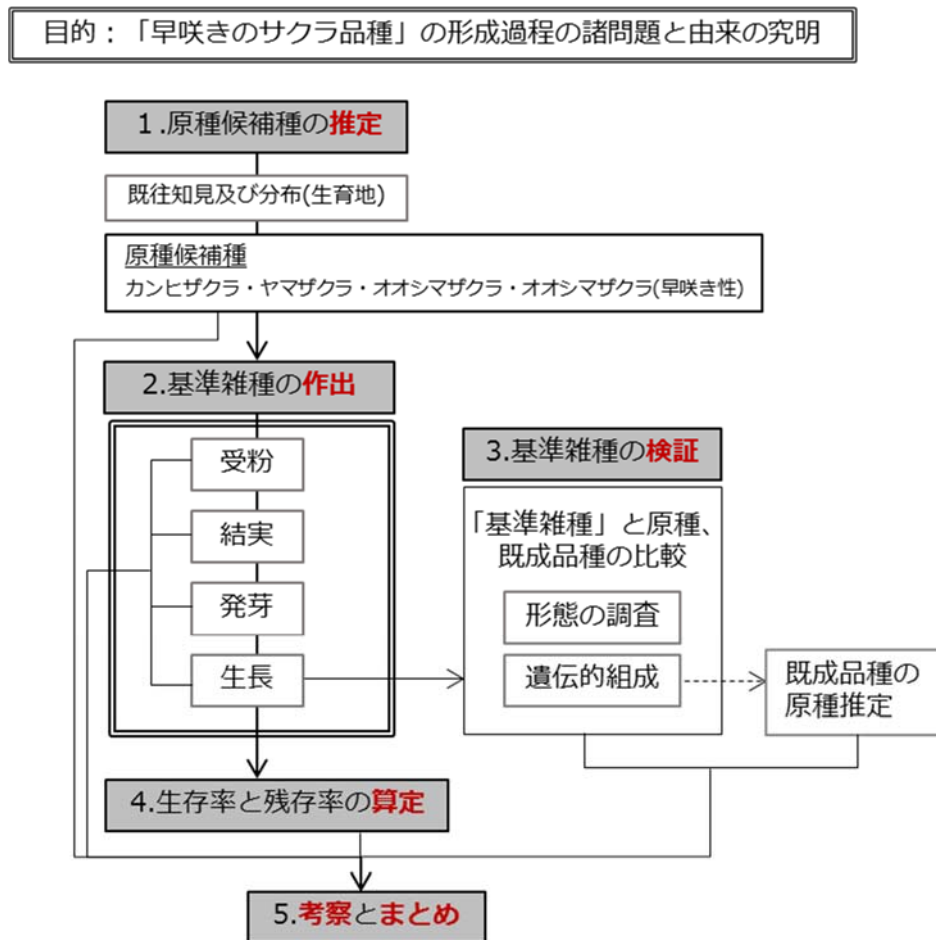 目的：「早咲きのサクラ品種」の形成過程の諸問題と由来の究明
1.原種候補種の推定
既往知見及び分布(生育地)
原種候補種
カンヒザクラ・ヤマザクラ・オオシマザクラ・オオシマザクラ(早咲き性)
2.基準雑種の作出
受粉
結実
発芽
生長
3.基準雑種の検証
「基準雑種」と原種、
既成品種の比較
形態の調査
遺伝的組成
既成品種の
原種推定
4.生存率と残存率の算定
5.考察とまとめ